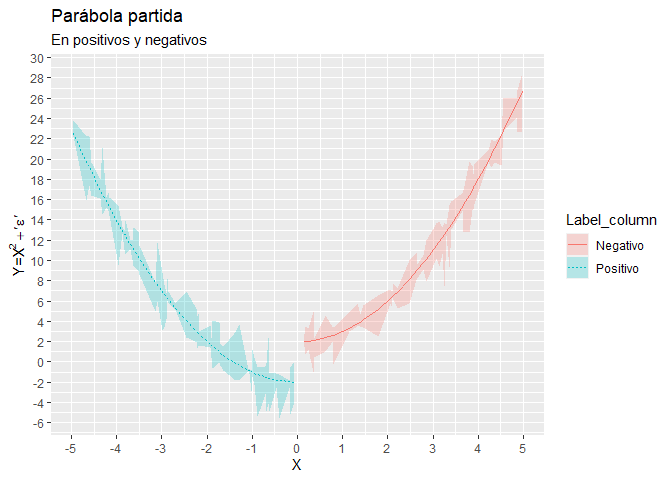 Parábola partida
En positivos y negativos
30
28
26
24
22
20
18
16
14
12
10
8
6
4
2
0
-2
-4
-6
Y=X² + ′ε′
-5 -4 -3 -2 -1 0 1 2 3 4 5
X
Label_column
Negativo
Positivo